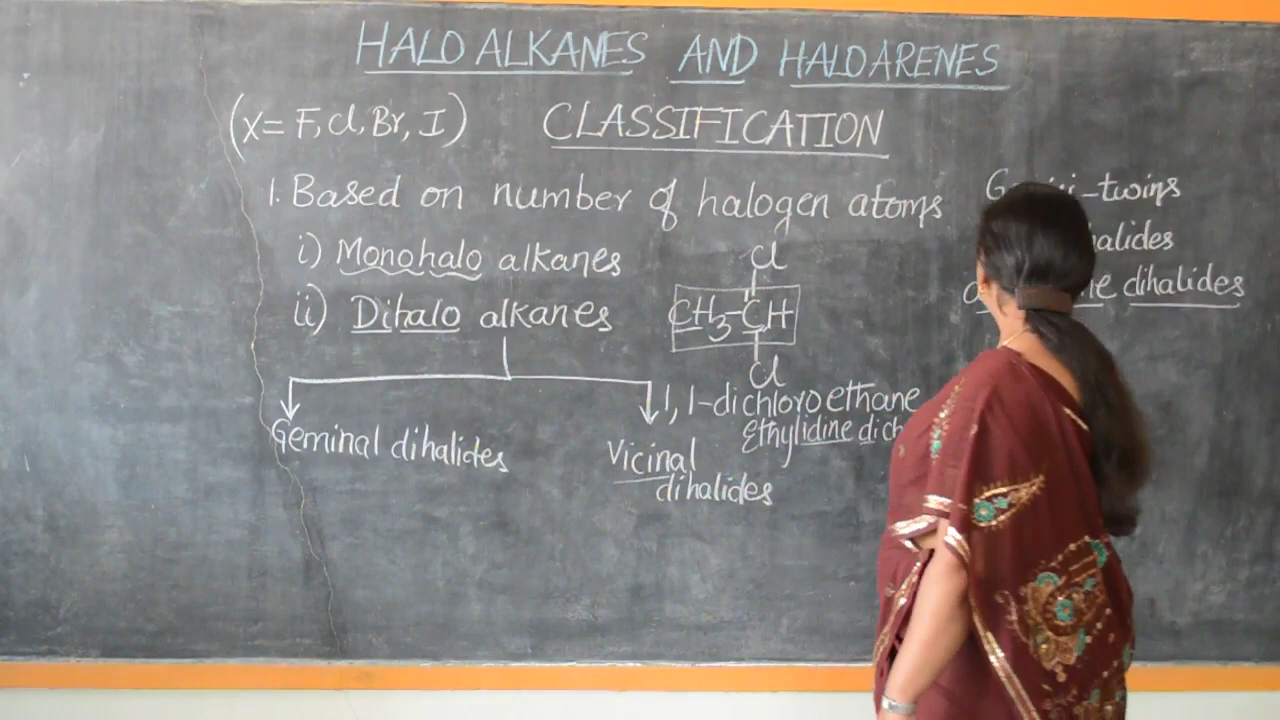 HALO ALKANES AND HALOARENES
(X= F, Cl, Br, I) CLASSIFICATION
1. Based on number of halogen atoms
i) Monohalo alkanes
ii) Dihalo alkanes
Geminal dihalides
Vicinal
dihalides
Cl
CH3-CH
Cl
1, 1-dichloroethane
Ethylidine
twins
dihalides